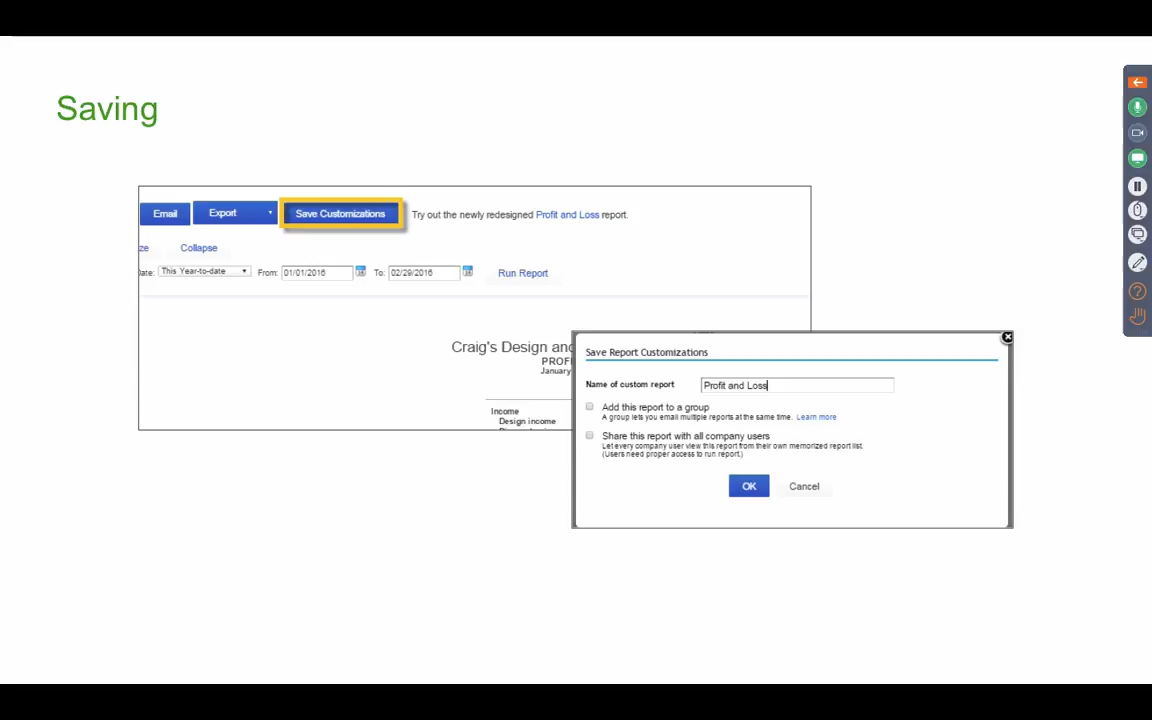 Saving
Email
Export
Save Customizations
Try out the newly redesigned Profit and Loss report.
ze
Collapse
ate:
This Year-to-date
From:
01/01/2016
To:
02/29/2016
Run Report
Craig's Design and
PROFI
January
Income
Design income
Save Report Customizations
Name of custom report
Profit and Loss
Add this report to a group
A group lets you email multiple reports at the same time. Learn more
Share this report with all company users
Let every company user view this report from their own memorized report list.
(Users need proper access to run report.)
OK
Cancel